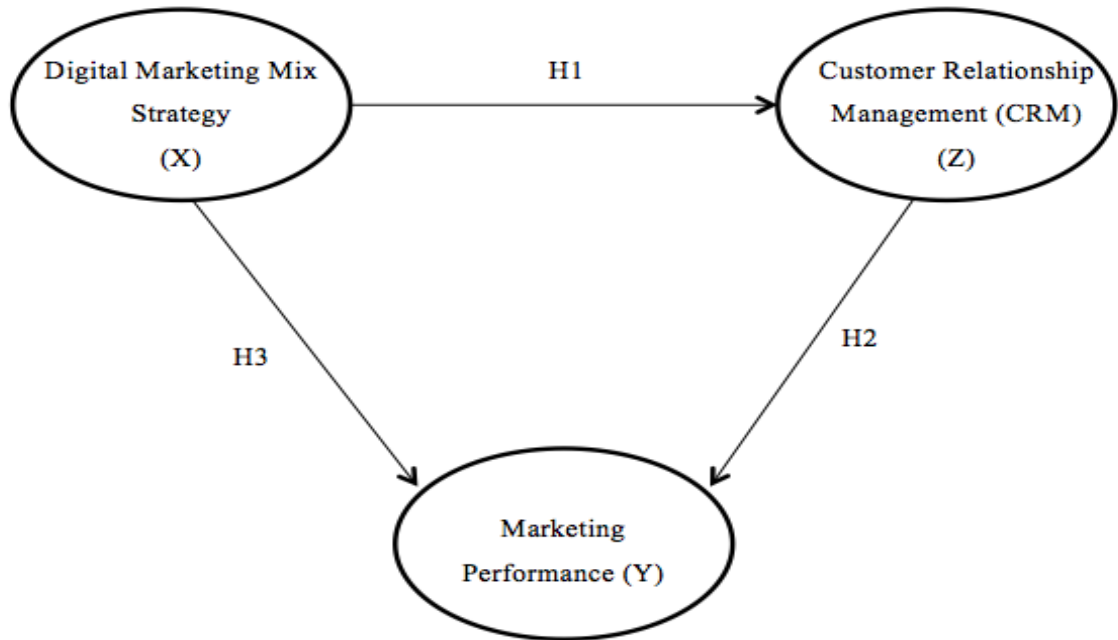 Digital Marketing Mix
Strategy
(X)
H1
Customer Relationship
Management (CRM)
(Z)
H3
H2
Marketing
Performance (Y)